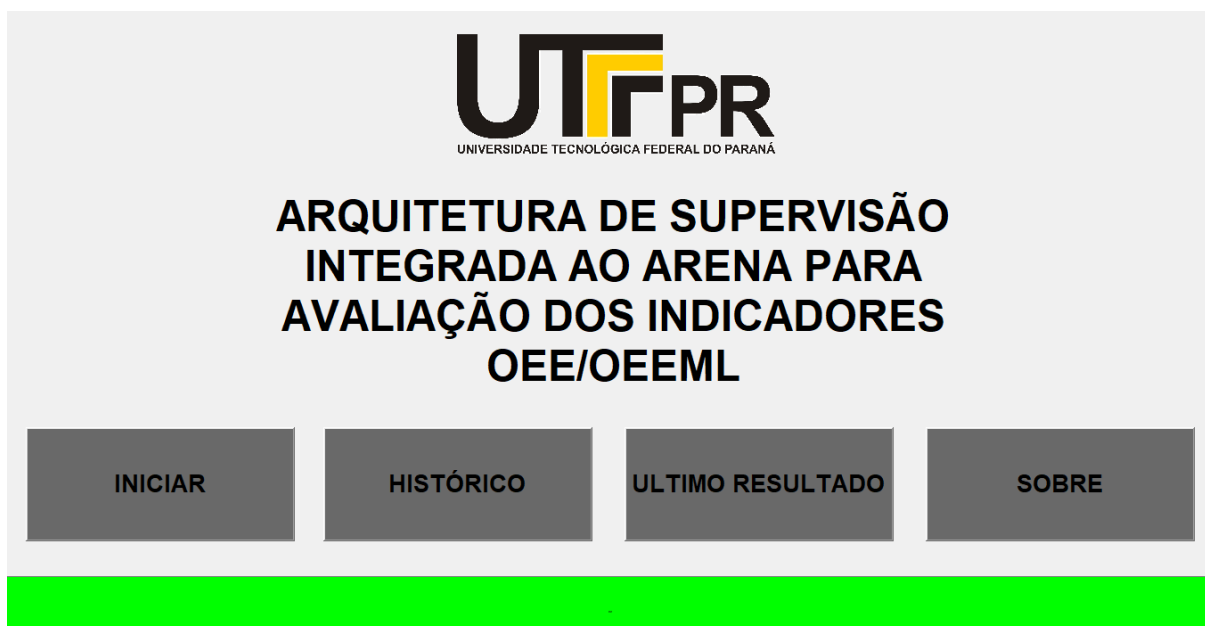 UTFPR
UNIVERSIDADE TECNOLÓGICA FEDERAL DO PARANÁ
ARQUITETURA DE SUPERVISÃO
INTEGRADA AO ARENA PARA
AVALIAÇÃO DOS INDICADORES
OEE/OEEML
INICIAR
HISTÓRICO
ULTIMO RESULTADO
SOBRE
-